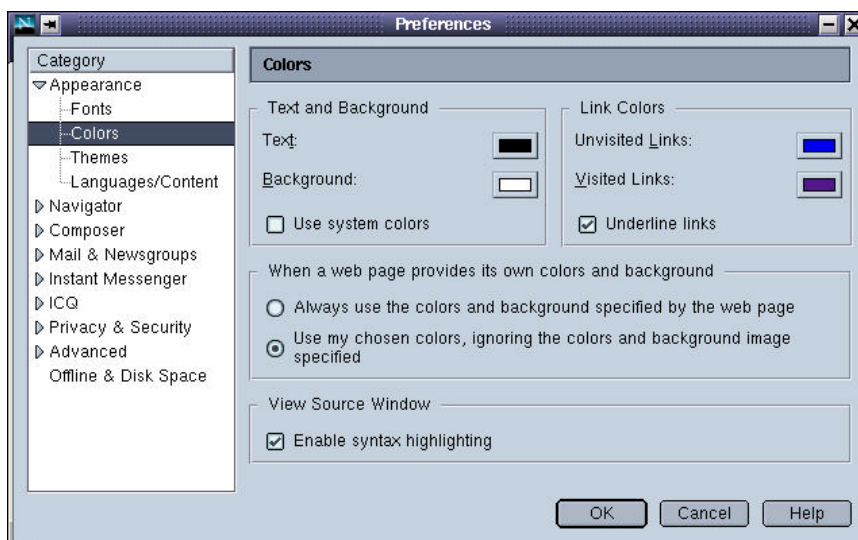 Preferences
Category
Appearance
Fonts
Colors
Themes
Languages/Content
Navigator
Composer
Mail & Newsgroups
Instant Messenger
ICQ
Privacy & Security
Advanced
Offline & Disk Space
Colors
Text and Background
Text:
Background:
Use system colors
Link Colors
Unvisited Links:
Visited Links:
Underline links
When a web page provides its own colors and background
Always use the colors and background specified by the web page
Use my chosen colors, ignoring the colors and background image
specified
View Source Window
Enable syntax highlighting
OK
Cancel
Help